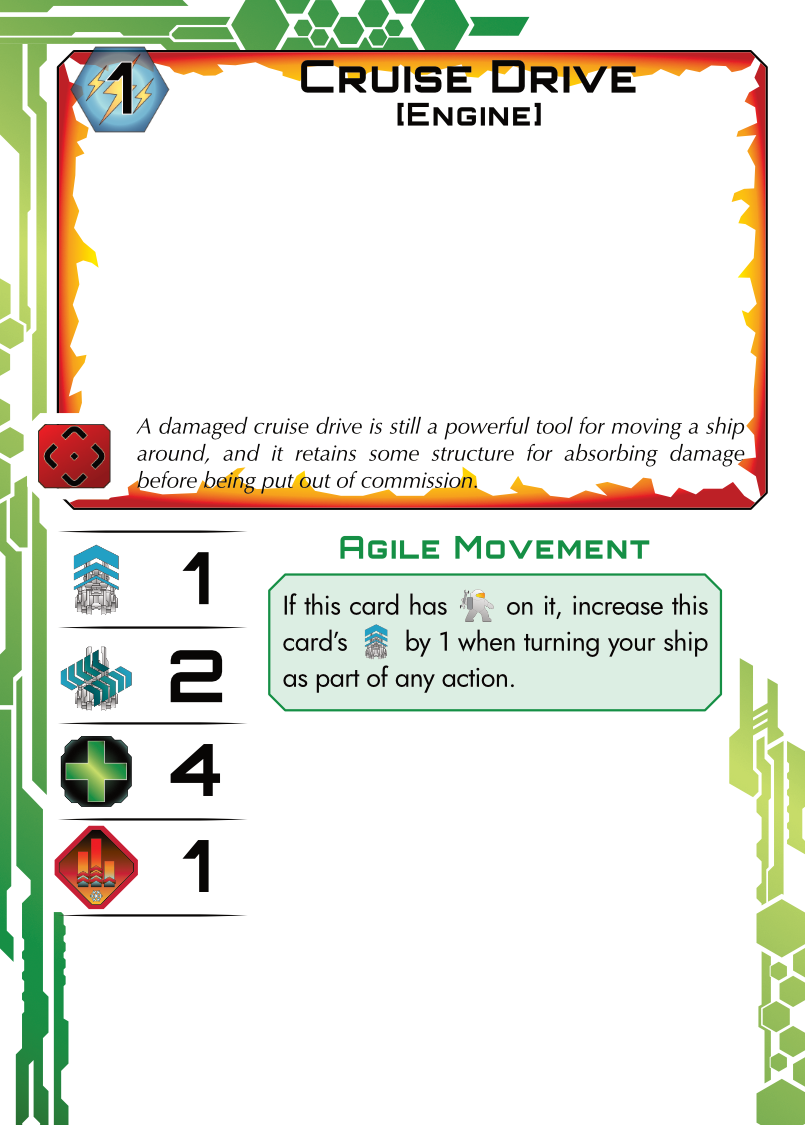 1
Cruise Drive
[Engine]
A damaged cruise drive is still a powerful tool for moving a ship
around, and it retains some structure for absorbing damage
before being put out of commission.
1
2
4
1
Agile Movement
If this card has on it, increase this
card's by 1 when turning your ship
as part of any action.